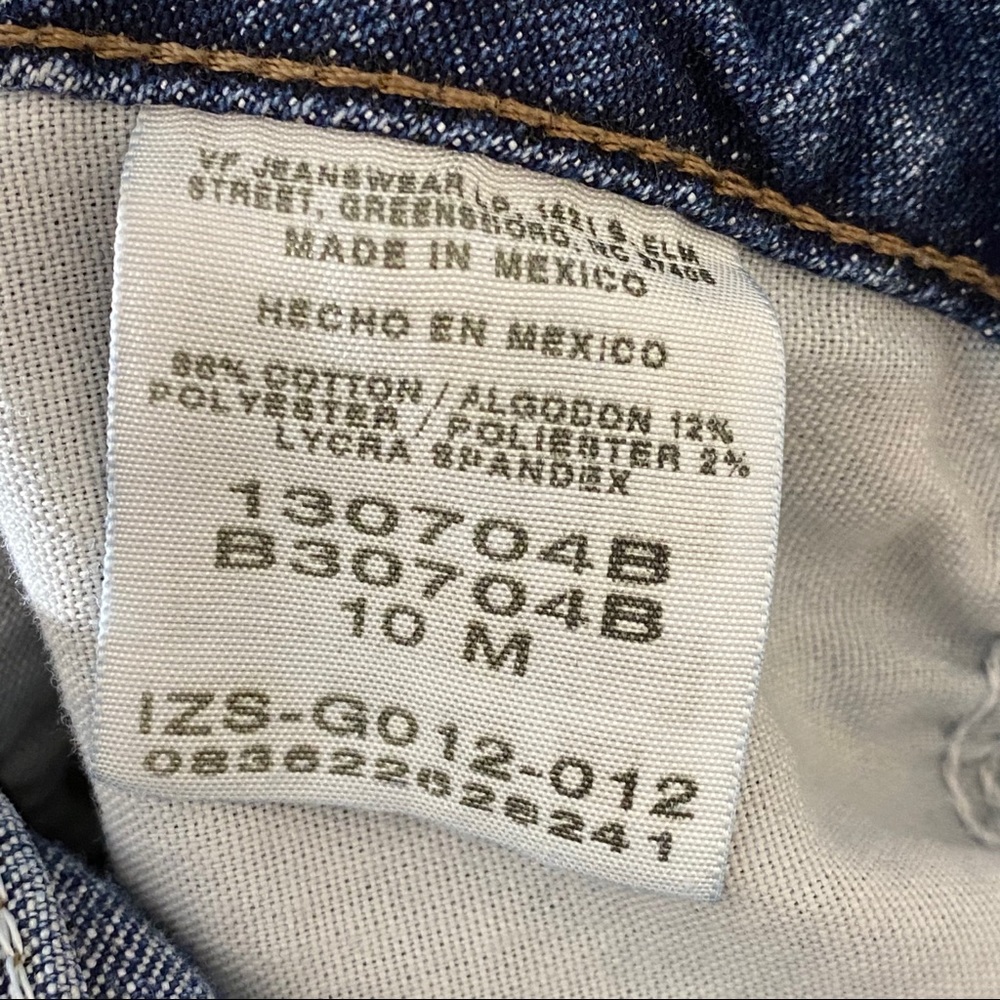 VF JEANSWEAR LP, 1421 S. ELM
STREET, GREENSBORO, NC 27406
MADE IN MEXICO
HECHO EN MEXICO
86% COTTON / ALGODON 12%
POLYESTER / POLIESTER 2%
LYCRA SPANDEX
130704B
B30704B
10 M
IZS-G012-012
083622628241